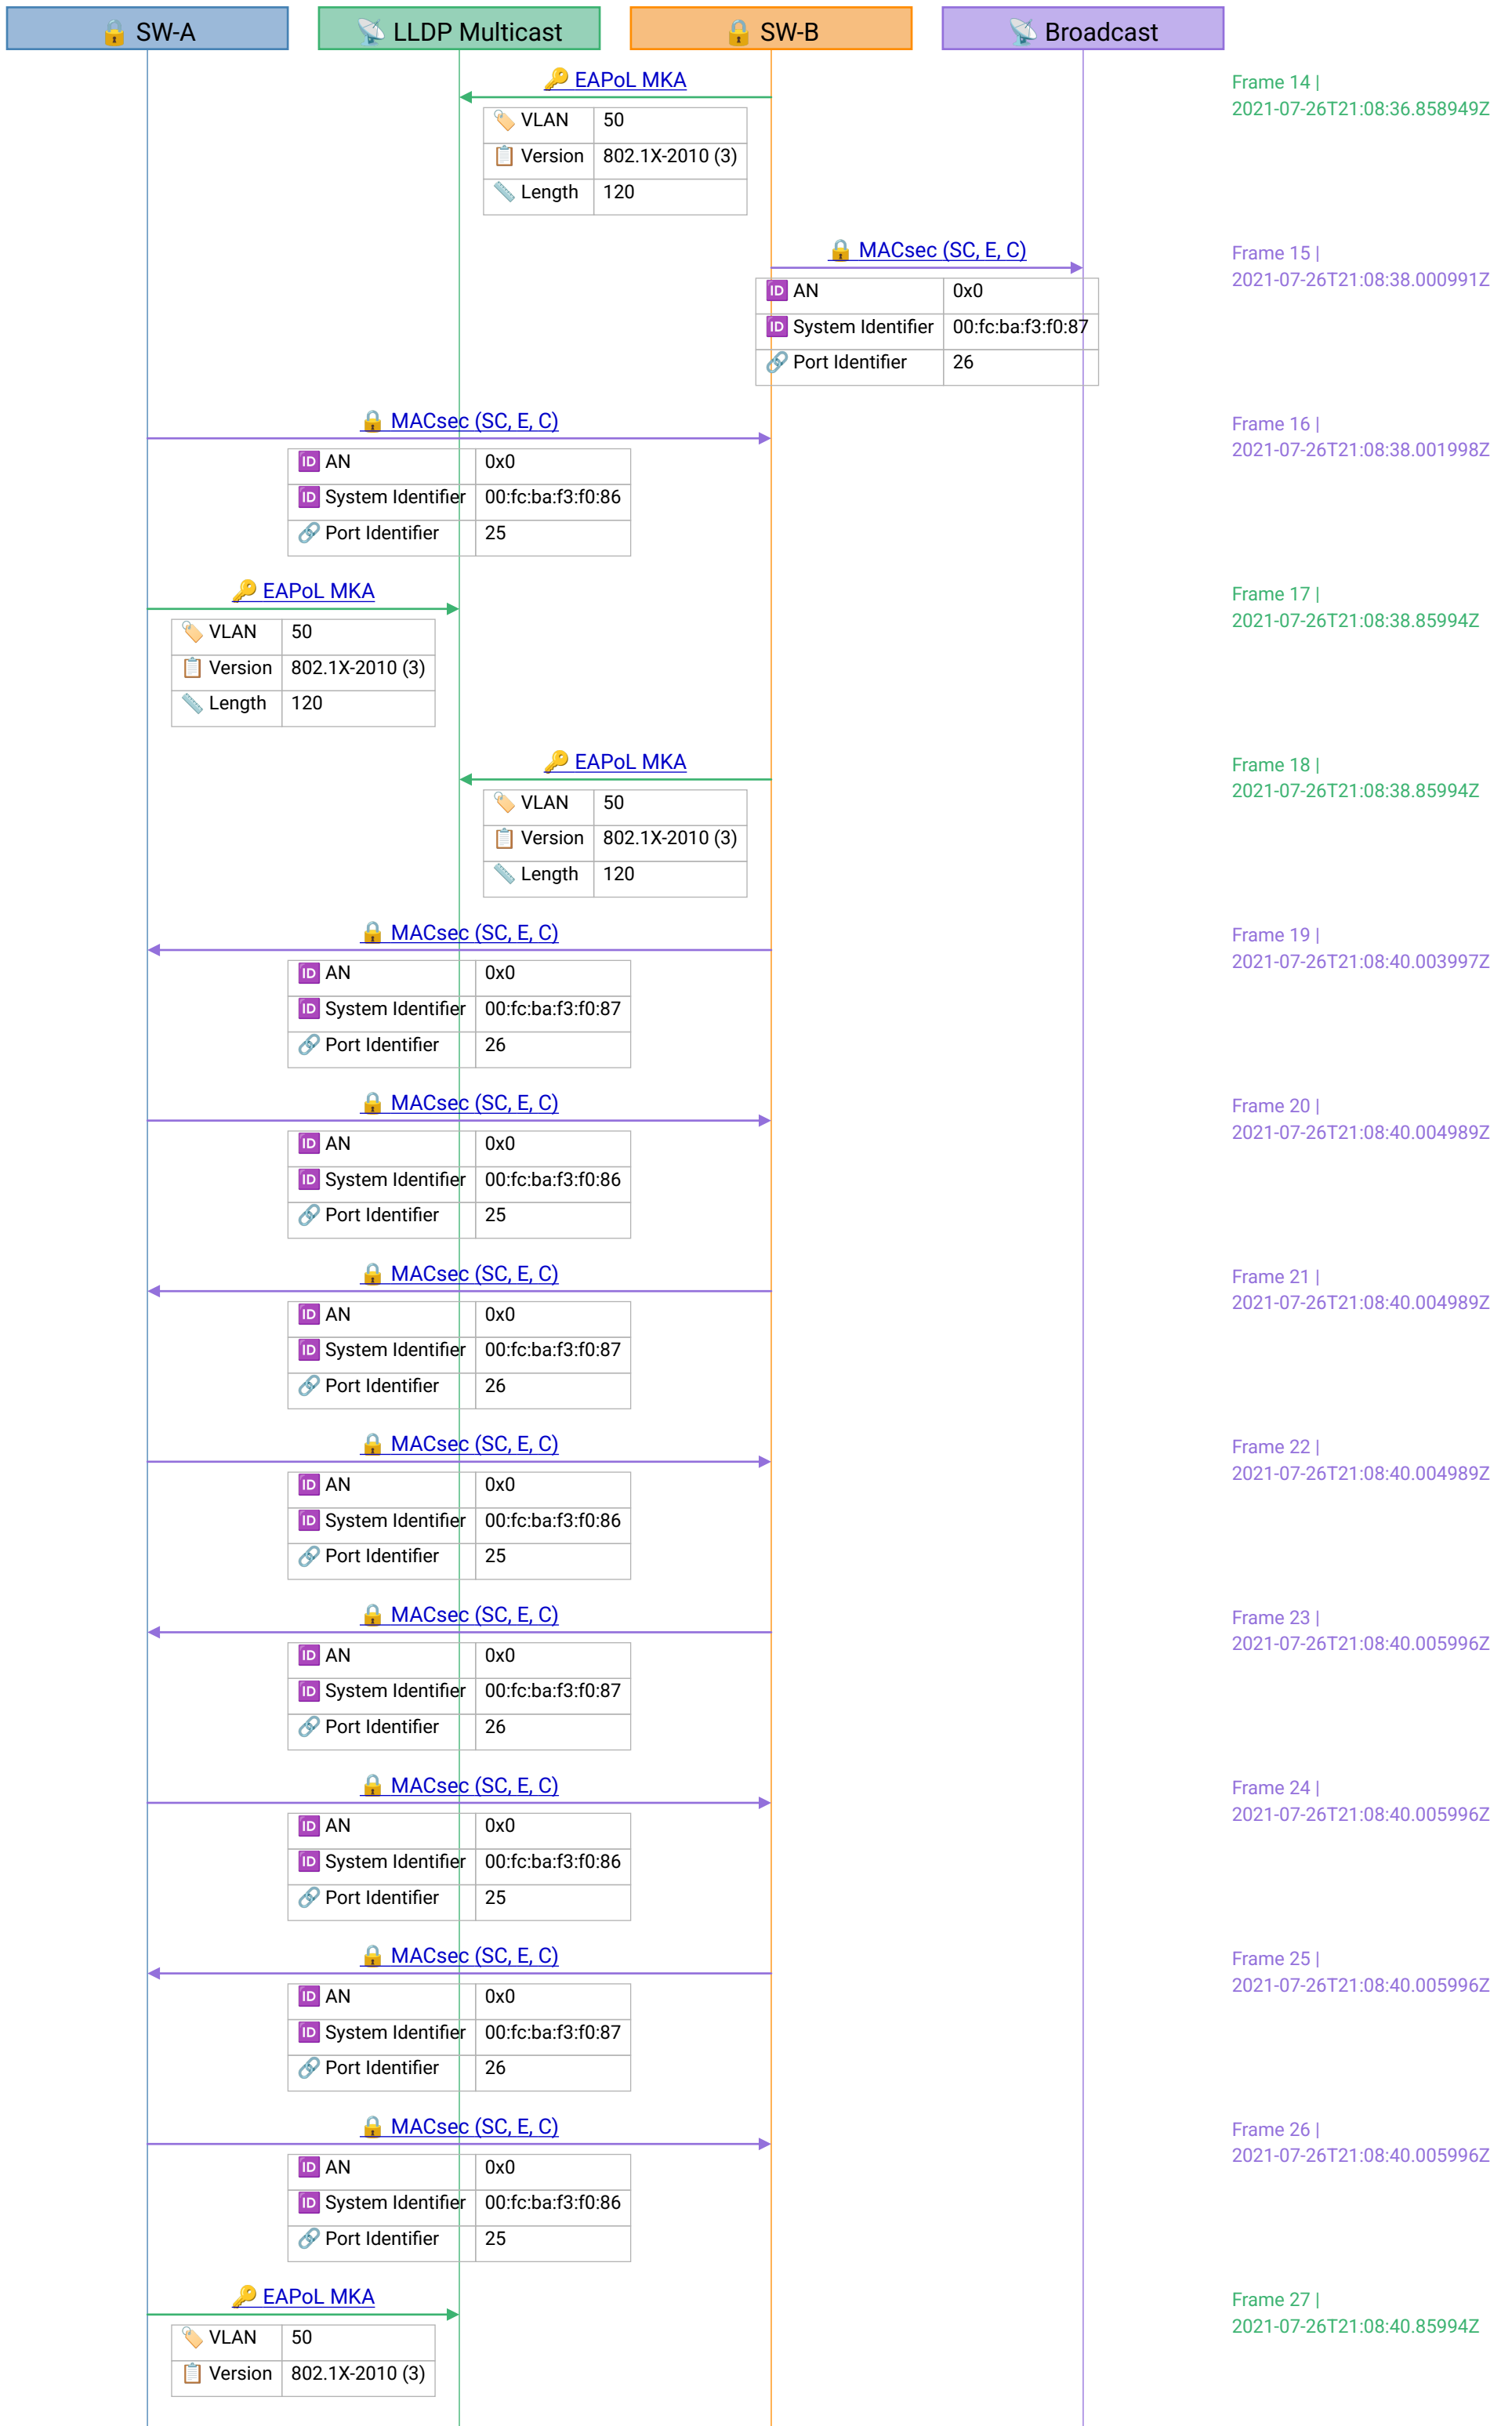 🔒 SW-A
📡 LLDP Multicast
🔒 SW-B
📡 Broadcast
🔑 EAPoL MKA
Frame 14 |
2021-07-26T21:08:36.858949Z
🏷️ VLAN 50
📋 Version 802.1X-2010 (3)
📏 Length 120
🔒 MACsec (SC, E, C)
Frame 15 |
2021-07-26T21:08:38.000991Z
🆔 AN 0x0
🆔 System Identifier 00:fc:ba:f3:f0:87
🔗 Port Identifier 26
🔒 MACsec (SC, E, C)
Frame 16 |
2021-07-26T21:08:38.001998Z
🆔 AN 0x0
🆔 System Identifier 00:fc:ba:f3:f0:86
🔗 Port Identifier 25
🔑 EAPoL MKA
Frame 17 |
2021-07-26T21:08:38.85994Z
🏷️ VLAN 50
📋 Version 802.1X-2010 (3)
📏 Length 120
🔑 EAPoL MKA
Frame 18 |
2021-07-26T21:08:38.85994Z
🏷️ VLAN 50
📋 Version 802.1X-2010 (3)
📏 Length 120
🔒 MACsec (SC, E, C)
Frame 19 |
2021-07-26T21:08:40.003997Z
🆔 AN 0x0
🆔 System Identifier 00:fc:ba:f3:f0:87
🔗 Port Identifier 26
🔒 MACsec (SC, E, C)
Frame 20 |
2021-07-26T21:08:40.004989Z
🆔 AN 0x0
🆔 System Identifier 00:fc:ba:f3:f0:86
🔗 Port Identifier 25
🔒 MACsec (SC, E, C)
Frame 21 |
2021-07-26T21:08:40.004989Z
🆔 AN 0x0
🆔 System Identifier 00:fc:ba:f3:f0:87
🔗 Port Identifier 26
🔒 MACsec (SC, E, C)
Frame 22 |
2021-07-26T21:08:40.004989Z
🆔 AN 0x0
🆔 System Identifier 00:fc:ba:f3:f0:86
🔗 Port Identifier 25
🔒 MACsec (SC, E, C)
Frame 23 |
2021-07-26T21:08:40.005996Z
🆔 AN 0x0
🆔 System Identifier 00:fc:ba:f3:f0:87
🔗 Port Identifier 26
🔒 MACsec (SC, E, C)
Frame 24 |
2021-07-26T21:08:40.005996Z
🆔 AN 0x0
🆔 System Identifier 00:fc:ba:f3:f0:86
🔗 Port Identifier 25
🔒 MACsec (SC, E, C)
Frame 25 |
2021-07-26T21:08:40.005996Z
🆔 AN 0x0
🆔 System Identifier 00:fc:ba:f3:f0:87
🔗 Port Identifier 26
🔒 MACsec (SC, E, C)
Frame 26 |
2021-07-26T21:08:40.005996Z
🆔 AN 0x0
🆔 System Identifier 00:fc:ba:f3:f0:86
🔗 Port Identifier 25
🔑 EAPoL MKA
Frame 27 |
2021-07-26T21:08:40.85994Z
🏷️ VLAN 50
📋 Version 802.1X-2010 (3)